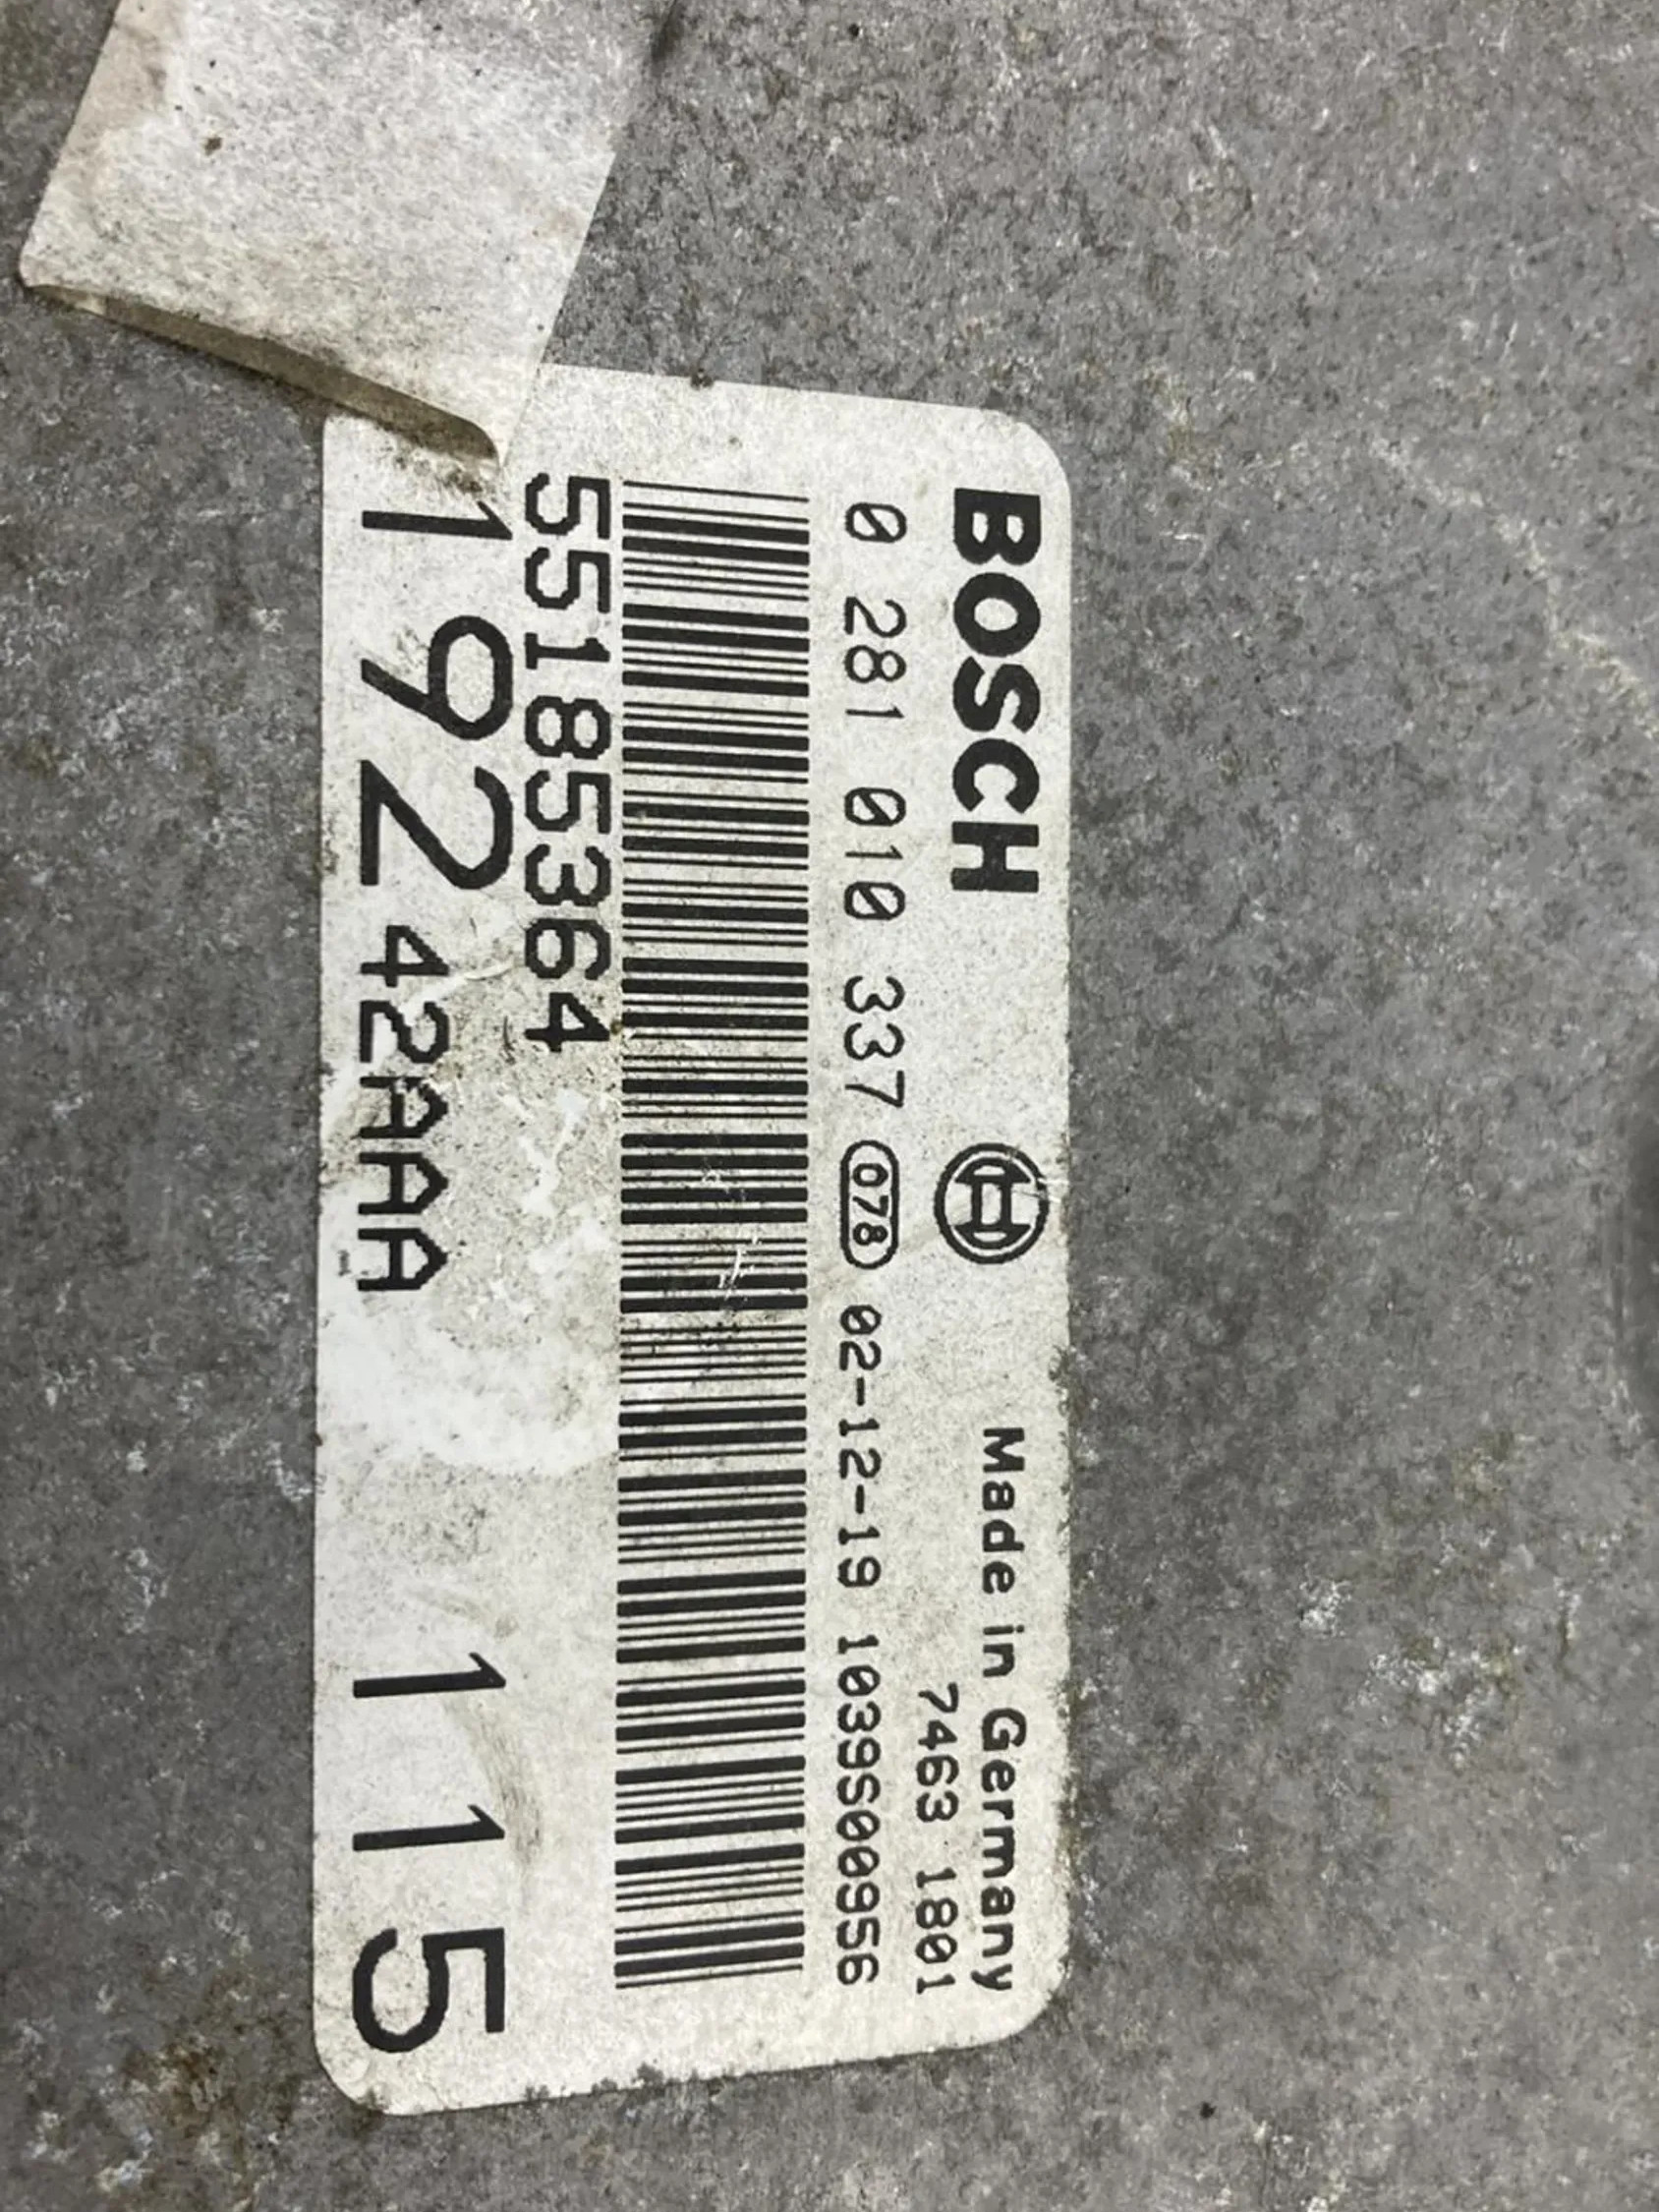 BOSCH Made in Germany
7463 1801
0 281 010 337 078 02-12-19 1039S00956
55185364
192 42AAA 115